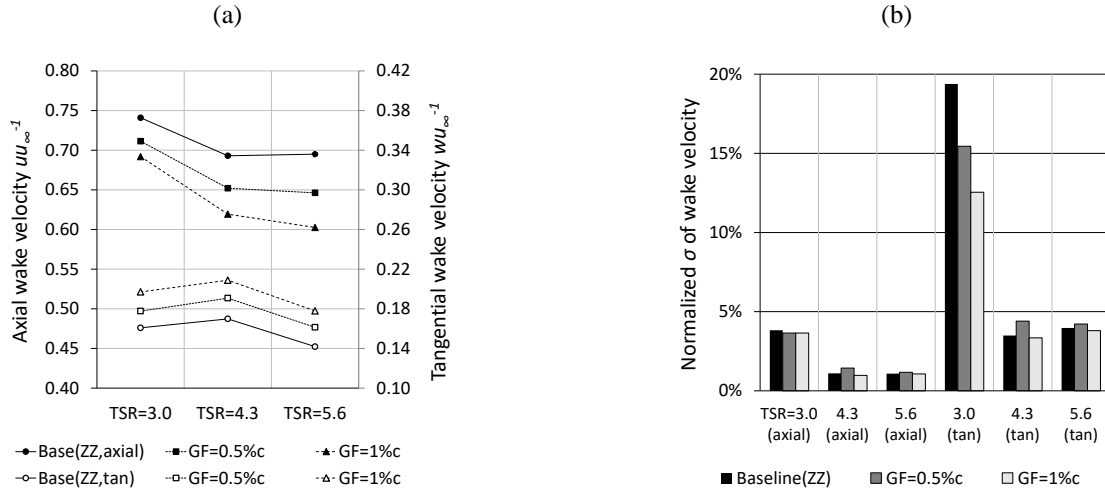 (a)
0.80
0.75
0.70
0.65
0.60
0.55
0.50
0.45
0.40
Axial wake velocity uu∞⁻¹
0.42
0.38
0.34
0.30
0.26
0.22
0.18
0.14
0.10
Tangential wake velocity wu∞⁻¹
TSR=3.0 TSR=4.3 TSR=5.6
Base(ZZ,axial) GF=0.5%c GF=1%c
Base(ZZ,tan) GF=0.5%c GF=1%c
(b)
20%
15%
10%
5%
0%
Normalized σ of wake velocity
TSR=3.0 4.3 5.6 3.0 4.3 5.6
(axial) (axial) (axial) (tan) (tan) (tan)
Baseline(ZZ) GF=0.5%c GF=1%c